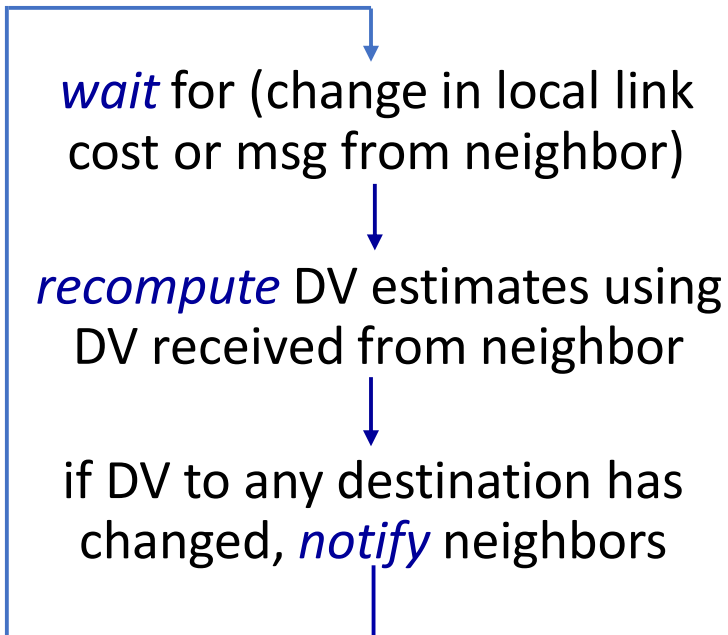 wait for (change in local link
cost or msg from neighbor)
recompute DV estimates using
DV received from neighbor
if DV to any destination has
changed, notify neighbors